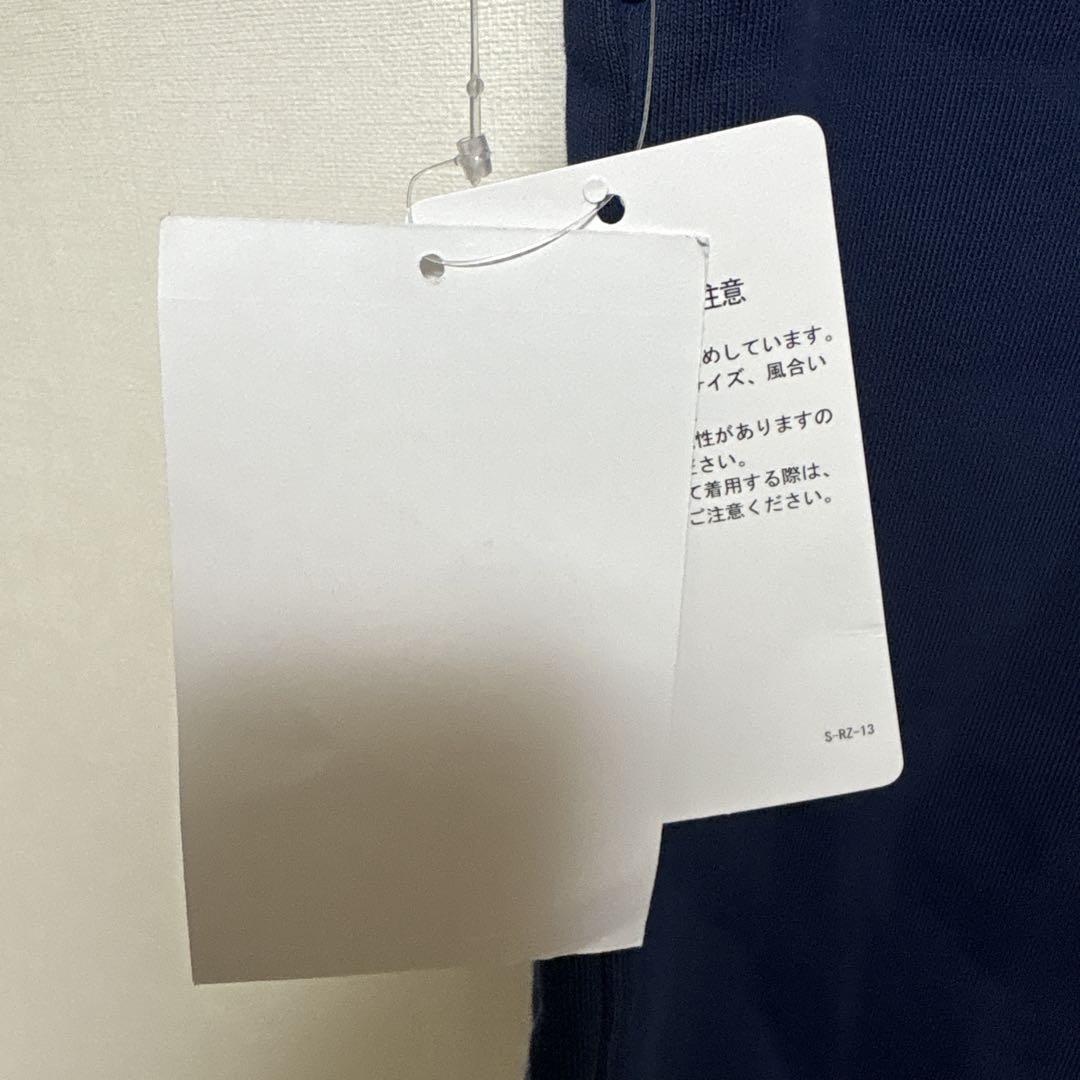 注意
めしています。
サイズ、風合い
性がありますの
ださい。
て着用する際は、
ご注意ください。
S-RZ-13